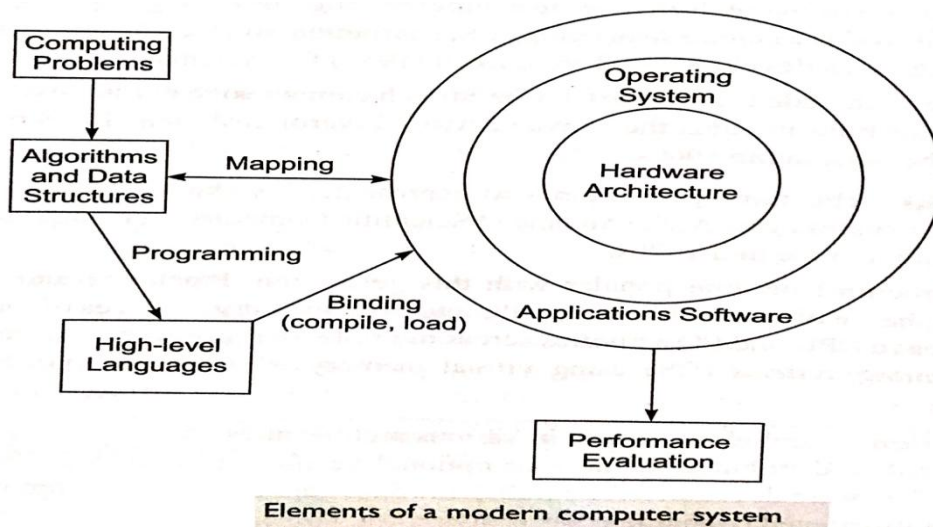 Computing
Problems
Algorithms
and Data
Structures
Mapping
Programming
High-level
Languages
Binding
(compile, load)
Operating
System
Hardware
Architecture
Applications Software
Performance
Evaluation
Elements of a modern computer system